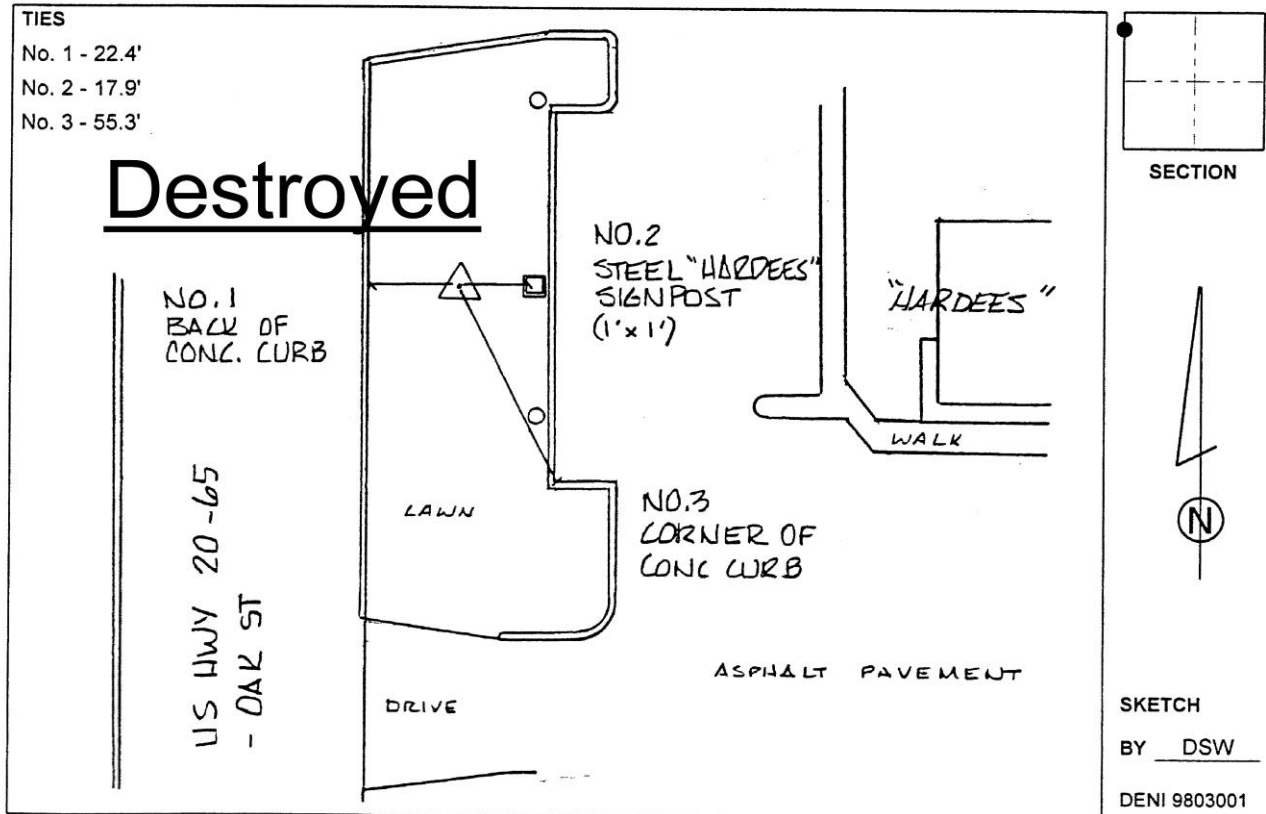 TIES
No. 1 - 22.4'
No. 2 - 17.9'
No. 3 - 55.3'
Destroyed
NO.1
BACK OF
CONC. CURB
NO.2
STEEL "HARDEES"
SIGNPOST
(1'x1')
"HARDEES"
WALK
NO.3
CORNER OF
CONC CURB
LAWN
US HWY 20-65
- OAK ST
DRIVE
ASPHALT PAVEMENT
SECTION
N
SKETCH
BY DSW
DENI 9803001